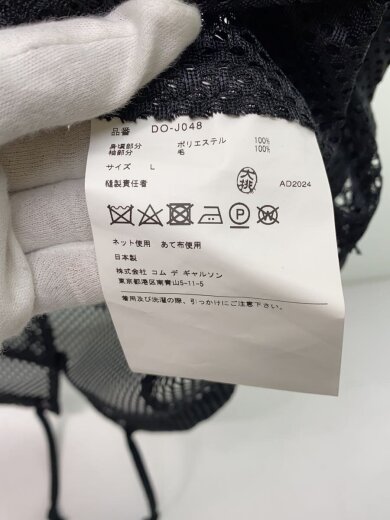 品番 DO-J048
身頃部分 ポリエステル 100%
袖部分 毛 100%
サイズ L
縫製責任者 大桃 AD2024
P W
ネット使用 あて布使用
日本製
株式会社 コム デ ギャルソン
東京都港区南青山5-11-5
着用及び洗濯の際、引っかけにご注意下さい。